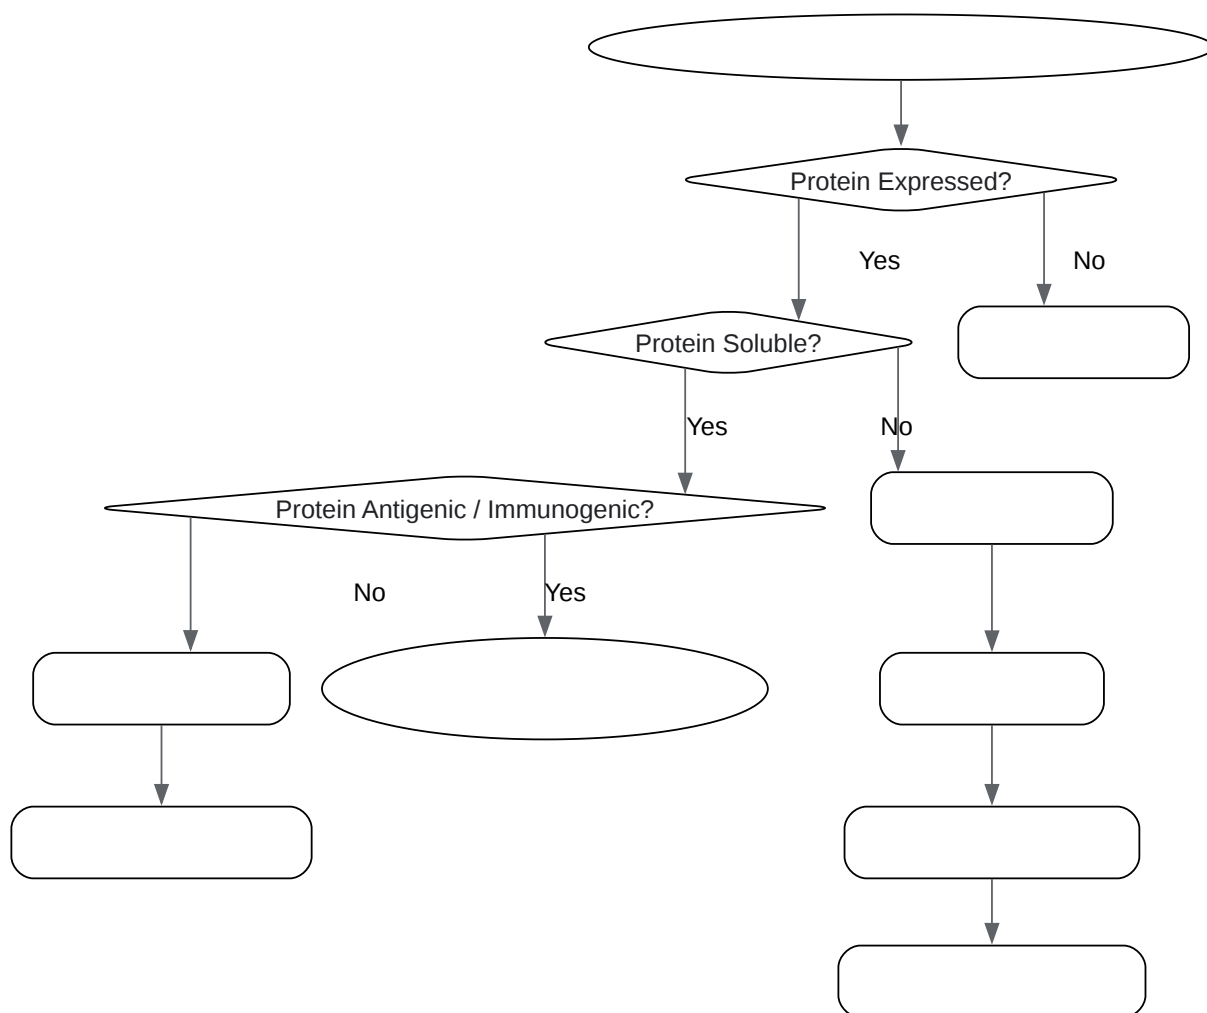 Protein Expressed?
Yes
No
Protein Soluble?
Yes
No
Protein Antigenic / Immunogenic?
No
Yes